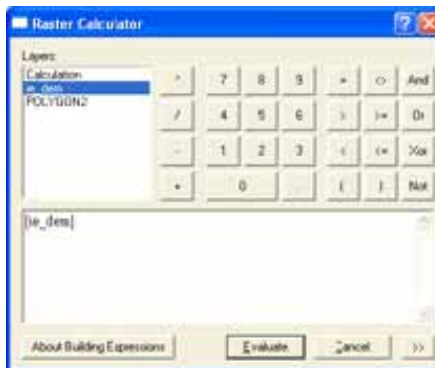 Raster Calculator
Layers:
Calculation
ie_dem
POLYGON2
* 7 8 9 = <> And
/ 4 5 6 > >= Or
- 1 2 3 < <= Xor
+ 0 . ( ) Not
[ie_dem]
About Building Expressions Evaluate Cancel >>